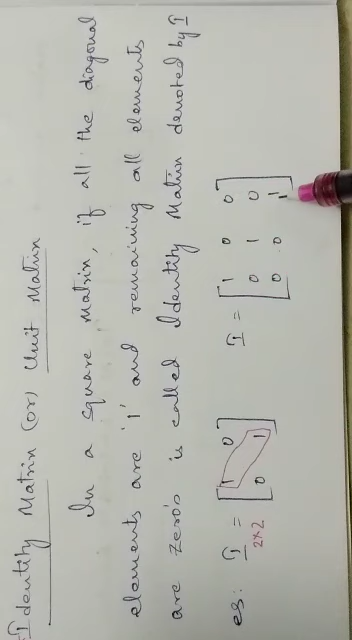 Identity Matrix (or) Unit Matrix
In a square Matrix, if all the diagonal
elements are '1' and remaining all elements
are zero's is called Identity Matrix denoted by I
eg: I 2×2 = [ 1 0
0 1 ]
I = [ 1 0 0
0 1 0
0 0 1 ]